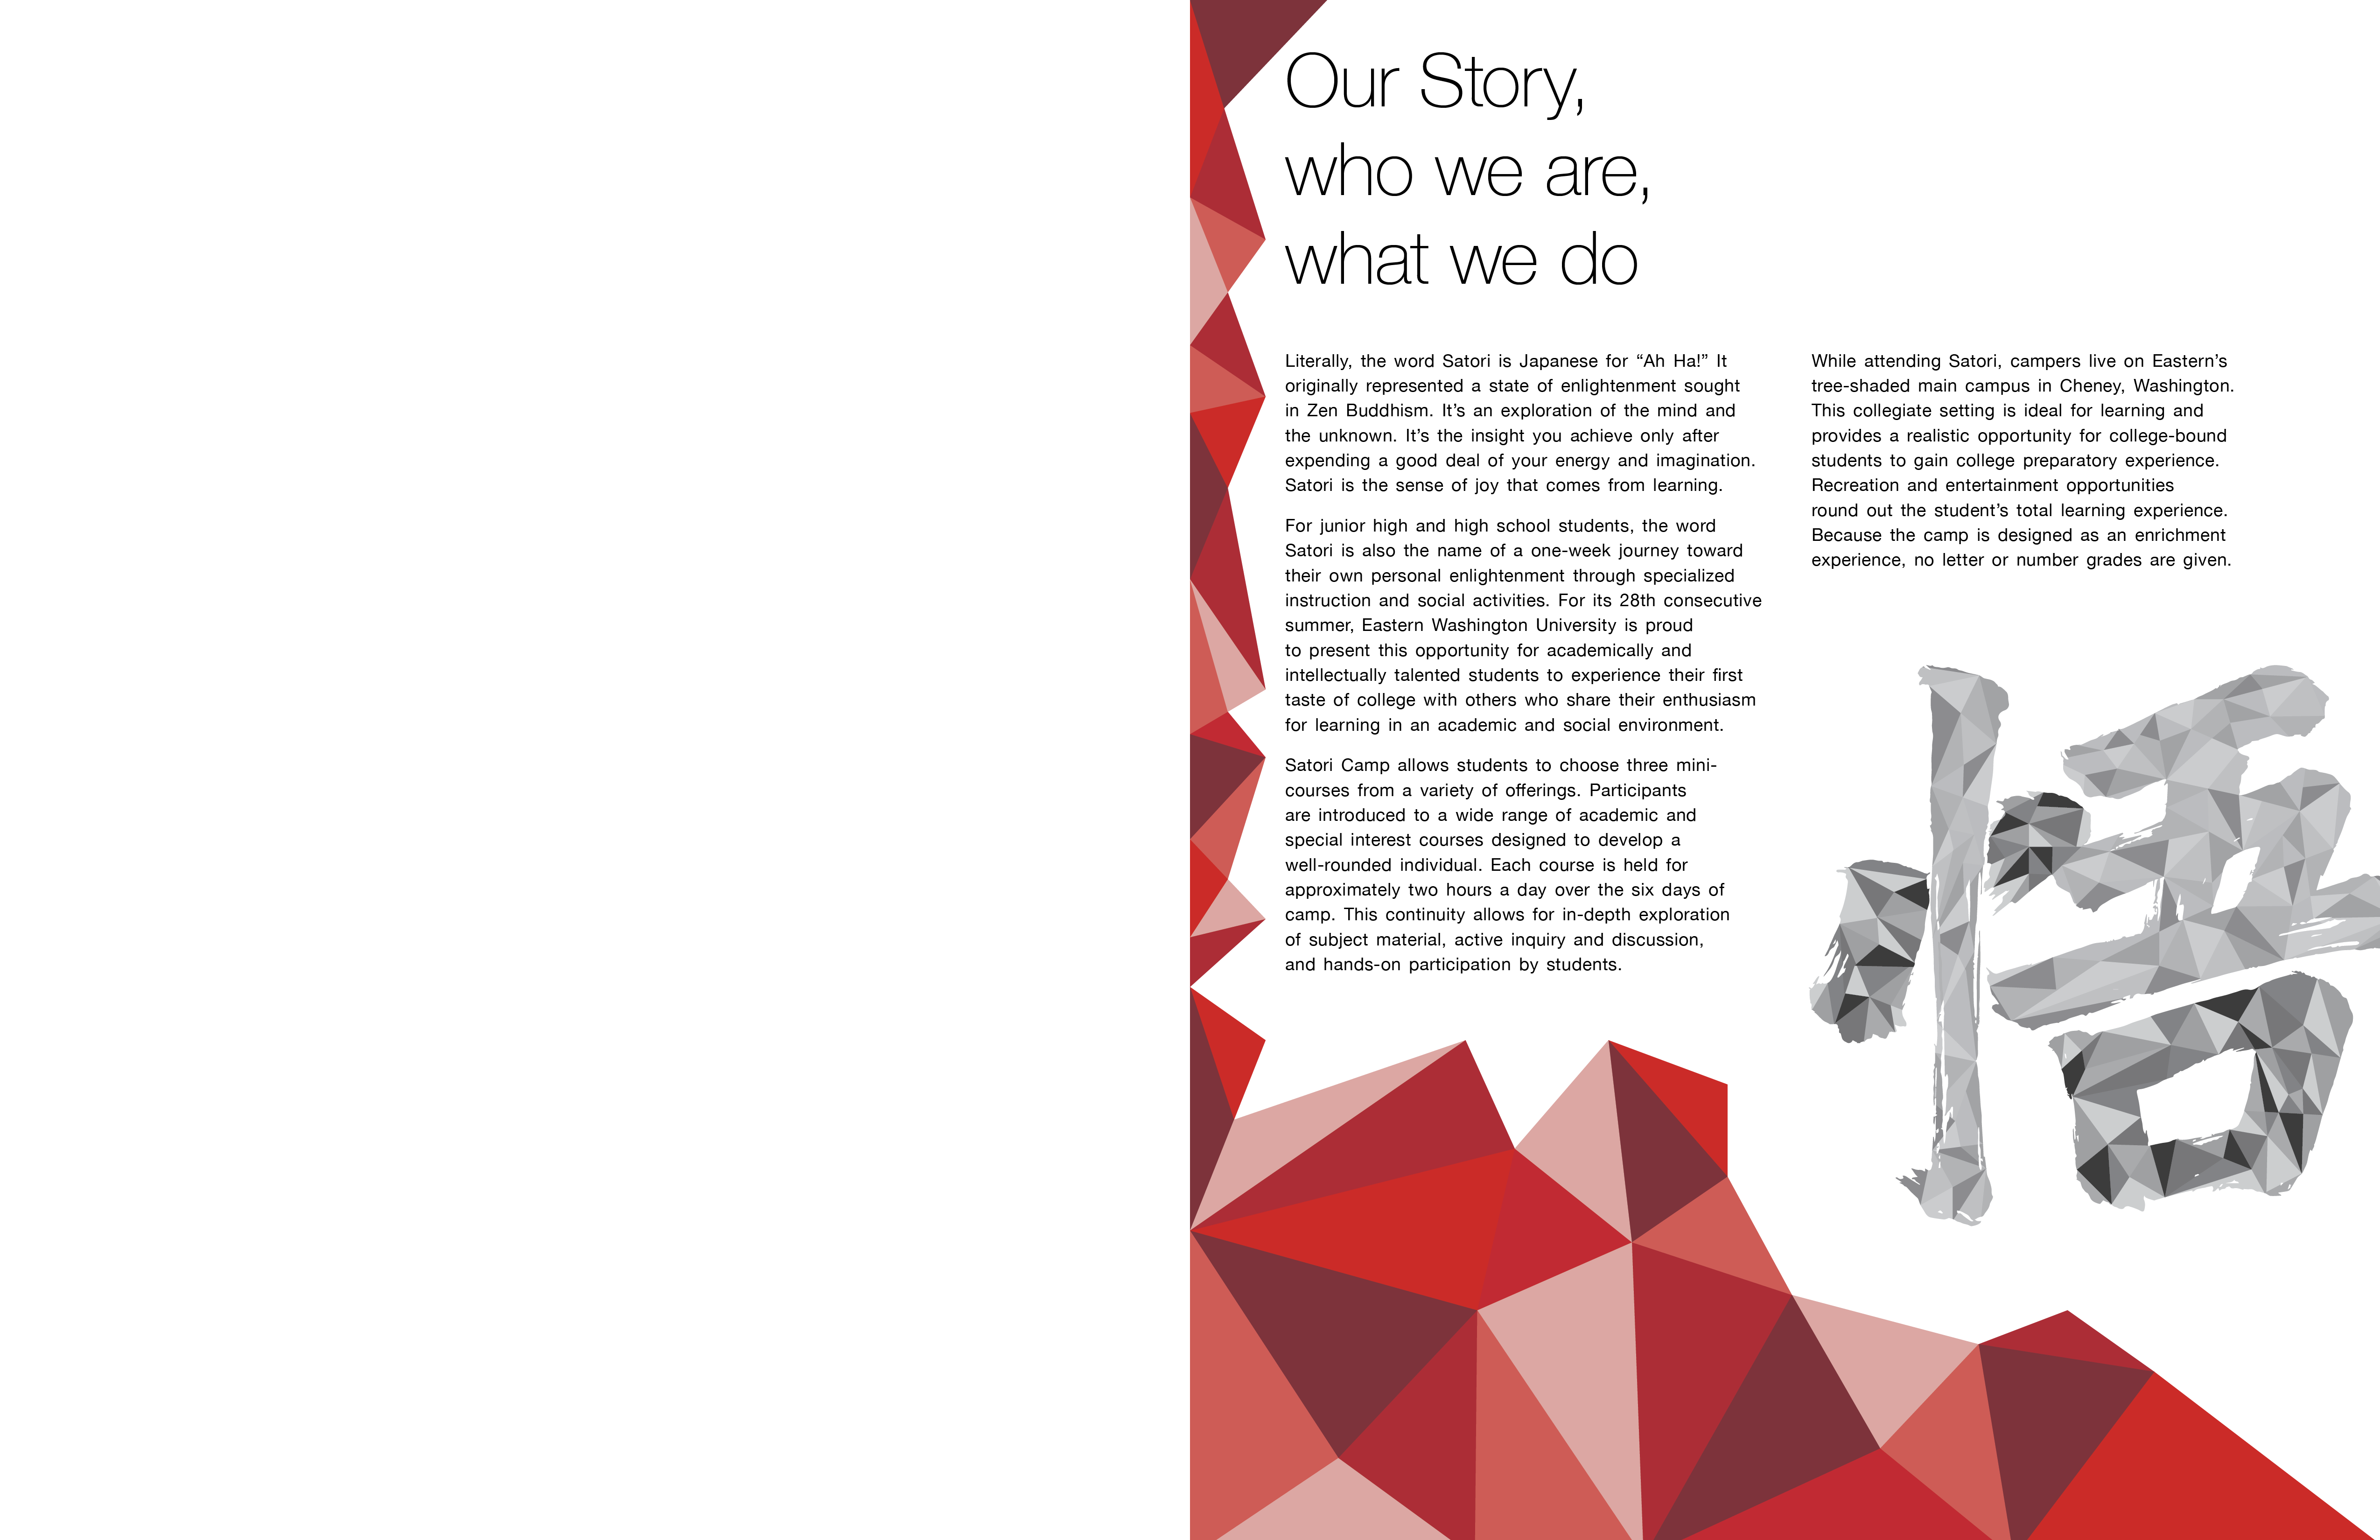 Our Story,
who we are,
what we do
Literally, the word Satori is Japanese for “Ah Ha!” It
originally represented a state of enlightenment sought
in Zen Buddhism. It’s an exploration of the mind and
the unknown. It’s the insight you achieve only after
expending a good deal of your energy and imagination.
Satori is the sense of joy that comes from learning.
For junior high and high school students, the word
Satori is also the name of a one-week journey toward
their own personal enlightenment through specialized
instruction and social activities. For its 28th consecutive
summer, Eastern Washington University is proud
to present this opportunity for academically and
intellectually talented students to experience their first
taste of college with others who share their enthusiasm
for learning in an academic and social environment.
Satori Camp allows students to choose three mini-
courses from a variety of offerings. Participants
are introduced to a wide range of academic and
special interest courses designed to develop a
well-rounded individual. Each course is held for
approximately two hours a day over the six days of
camp. This continuity allows for in-depth exploration
of subject material, active inquiry and discussion,
and hands-on participation by students.
While attending Satori, campers live on Eastern’s
tree-shaded main campus in Cheney, Washington.
This collegiate setting is ideal for learning and
provides a realistic opportunity for college-bound
students to gain college preparatory experience.
Recreation and entertainment opportunities
round out the student’s total learning experience.
Because the camp is designed as an enrichment
experience, no letter or number grades are given.
悟